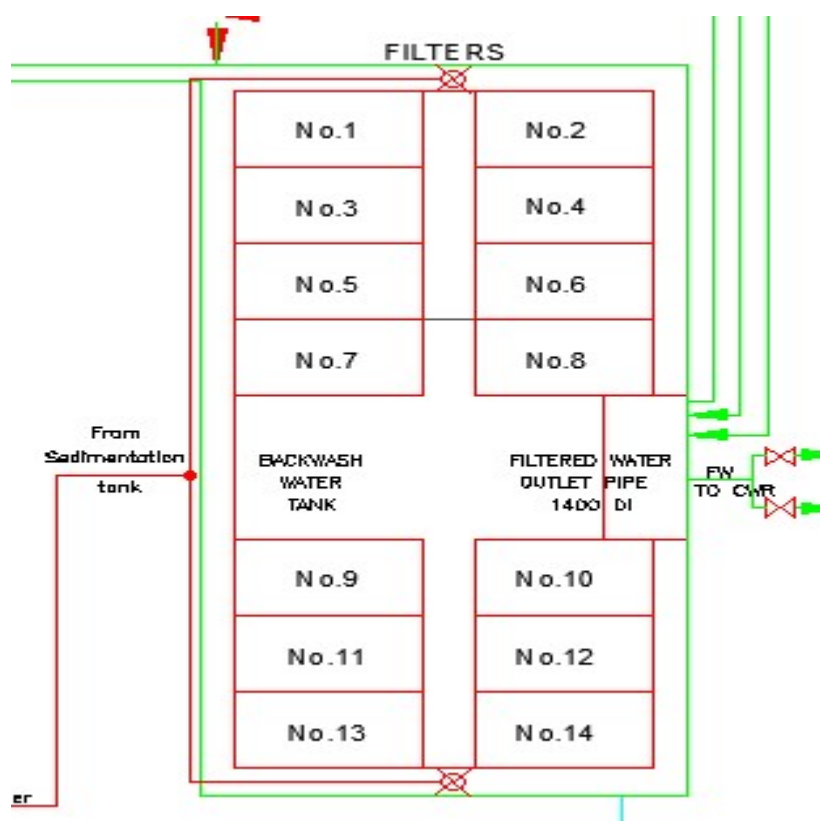 FILTERS
No.1
No.2
No.3
No.4
No.5
No.6
No.7
No.8
From
Sedimentation
tank
BACKWASH
WATER
TANK
FILTERED WATER
OUTLET PIPE
1400 DI
FW
TO CWR
No.9
No.10
No.11
No.12
No.13
No.14
er